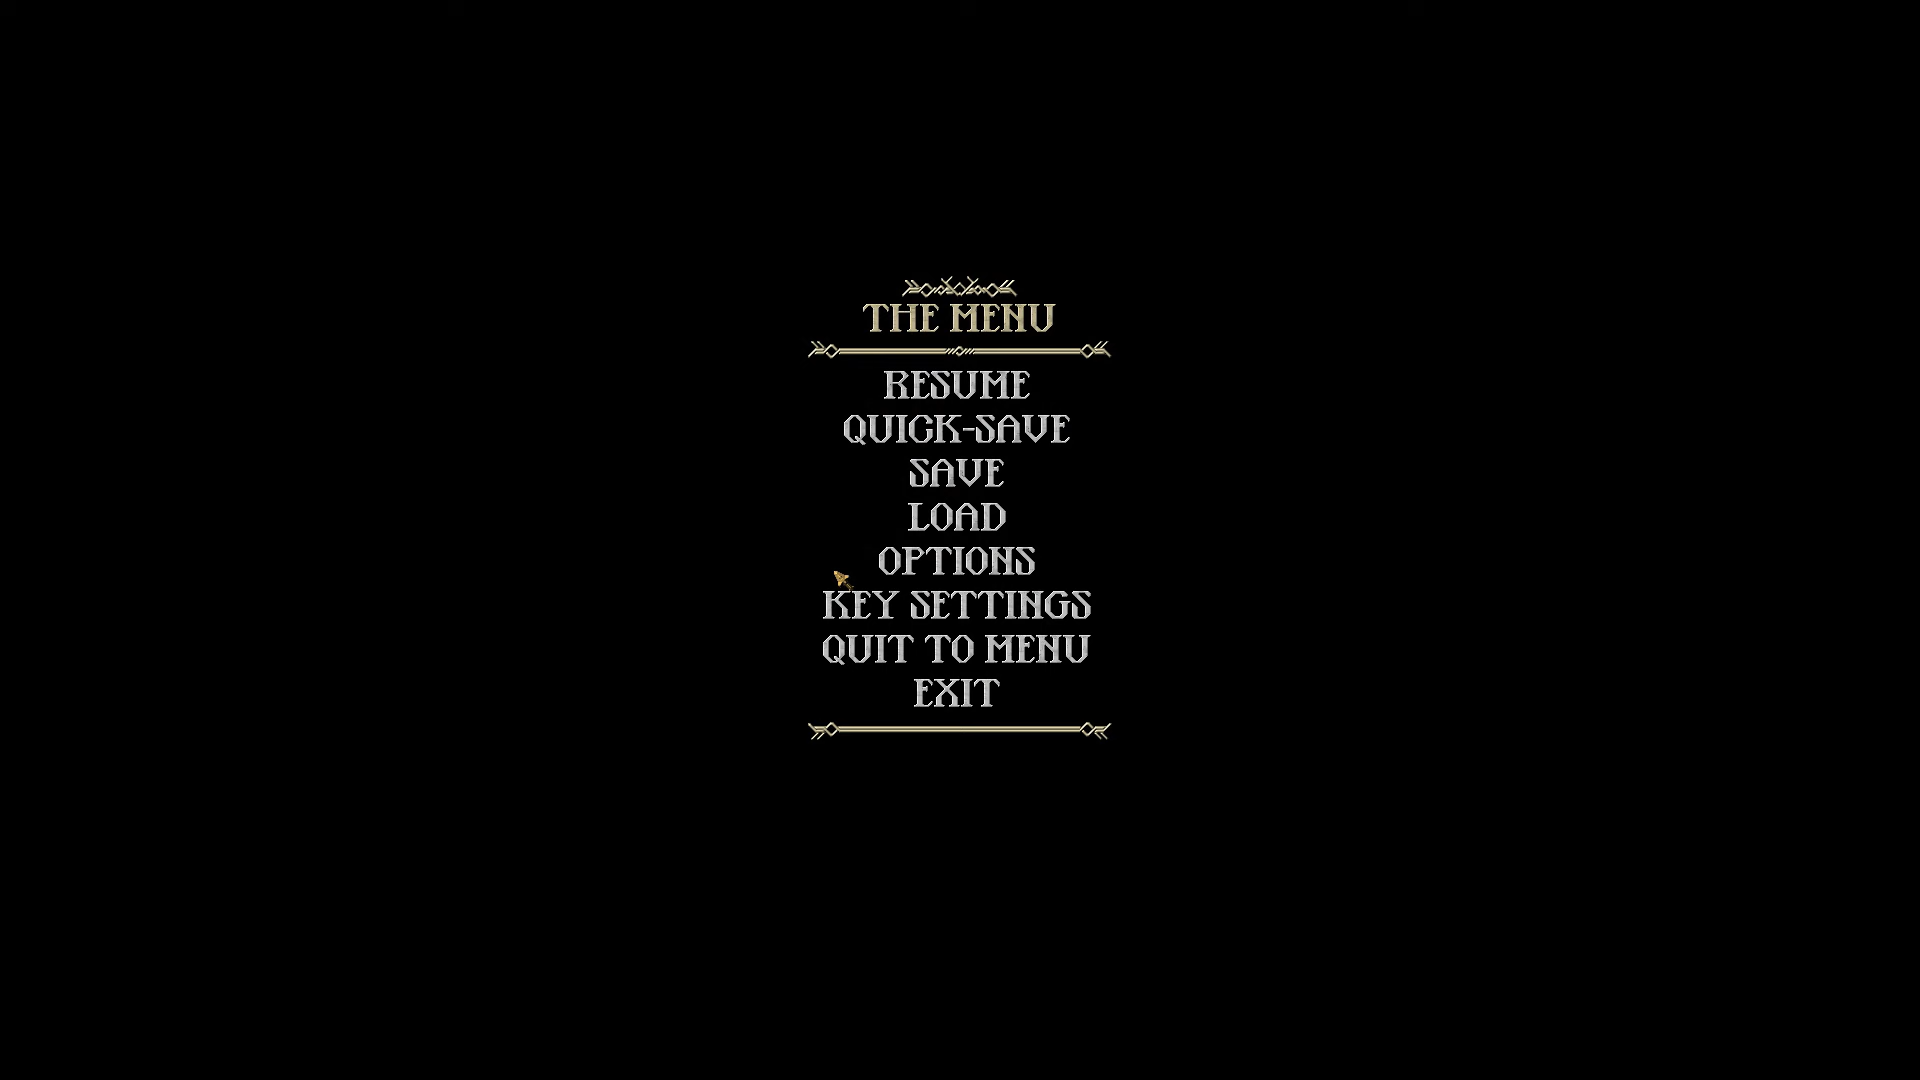 THE MENU
RESUME
QUICK-SAVE
SAVE
LOAD
OPTIONS
KEY SETTINGS
QUIT TO MENU
EXIT